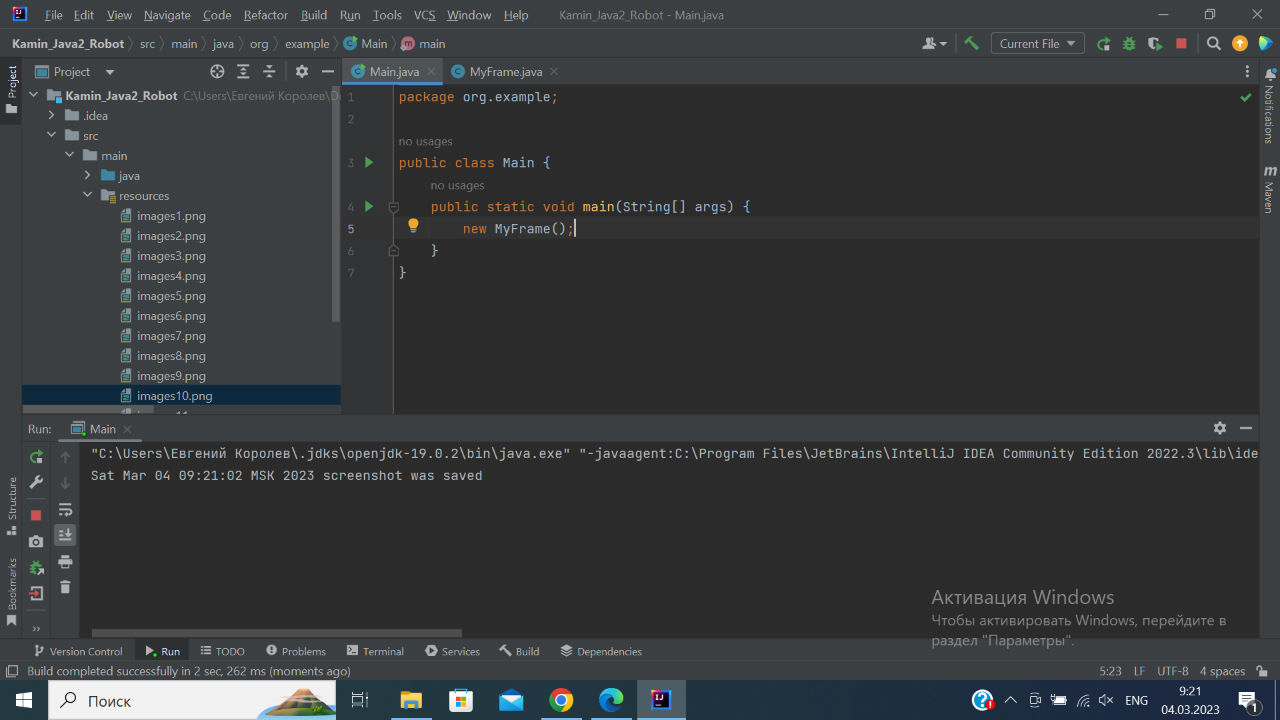 File Edit View Navigate Code Refactor Build Run Tools VCS Window Help Kamin_Java2_Robot - Main.java
Kamin_Java2_Robot src main java org example Main main Current File
Project
Main.java MyFrame.java
Project
Kamin_Java2_Robot C:\Users\Евгений Королев\
.idea
src
main
java
resources
images1.png
images2.png
images3.png
images4.png
images5.png
images6.png
images7.png
images8.png
images9.png
images10.png
1 package org.example;
2
no usages
3 public class Main {
no usages
4 public static void main(String[] args) {
5 new MyFrame();
6 }
7 }
Notifications
Maven
Run: Main
"C:\Users\Евгений Королев\.jdks\openjdk-19.0.2\bin\java.exe" "-javaagent:C:\Program Files\JetBrains\IntelliJ IDEA Community Edition 2022.3\lib\ide
Sat Mar 04 09:21:02 MSK 2023 screenshot was saved
Structure
Bookmarks
Активация Windows
Чтобы активировать Windows, перейдите в
раздел "Параметры".
Version Control Run TODO Problems Terminal Services Build Dependencies
Build completed successfully in 2 sec, 262 ms (moments ago) 5:23 LF UTF-8 4 spaces
Поиск ENG 9:21
04.03.2023 1